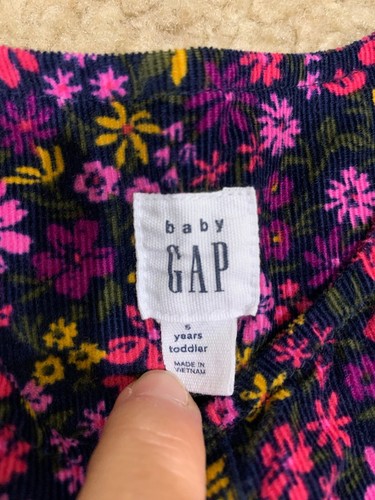 baby
GAP
5
years
toddler
MADE IN
VIETNAM